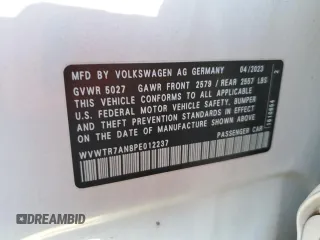 MFD BY VOLKSWAGEN AG GERMANY 04/2023
GVWR 5027 GAWR FRONT 2579 / REAR 2557 LBS
THIS VEHICLE CONFORMS TO ALL APPLICABLE
U.S. FEDERAL MOTOR VEHICLE SAFETY, BUMPER
AND THEFT PREVENTION STANDARDS IN EFFECT
ON THE DATE OF MANUFACTURE SHOWN ABOVE.
WVWTR7AN8PE012237 PASSENGER CAR
DREAMBID
DREAMBID.COM